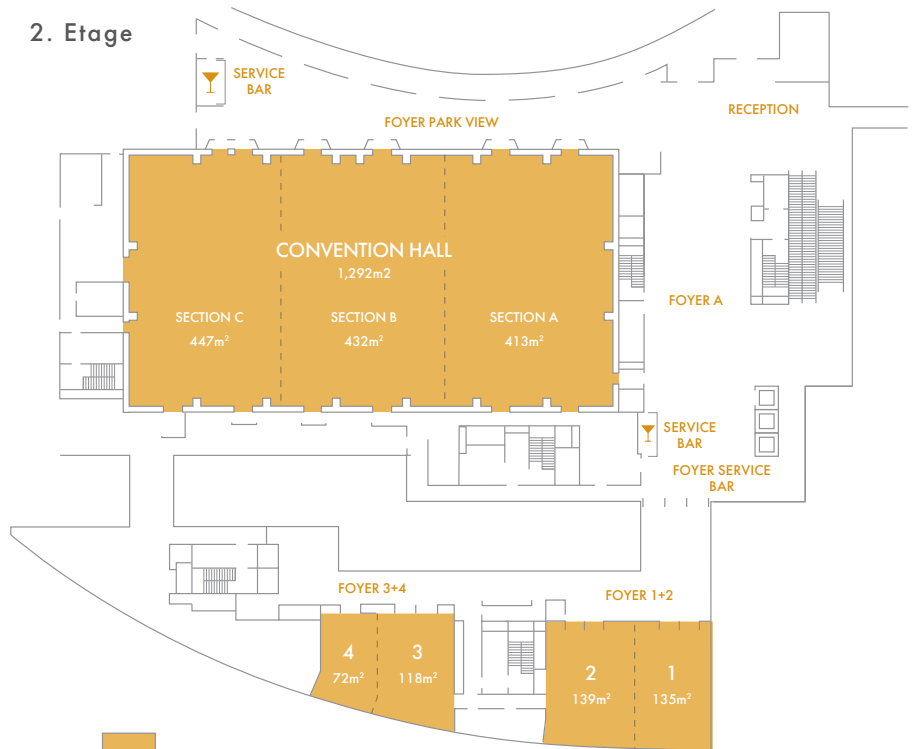 2. Etage
SERVICE
BAR
RECEPTION
FOYER PARK VIEW
CONVENTION HALL
1,292m2
FOYER A
SECTION C
447m²
SECTION B
432m²
SECTION A
413m²
SERVICE
BAR
FOYER SERVICE
BAR
FOYER 3+4
FOYER 1+2
4
72m²
3
118m²
2
139m²
1
135m²